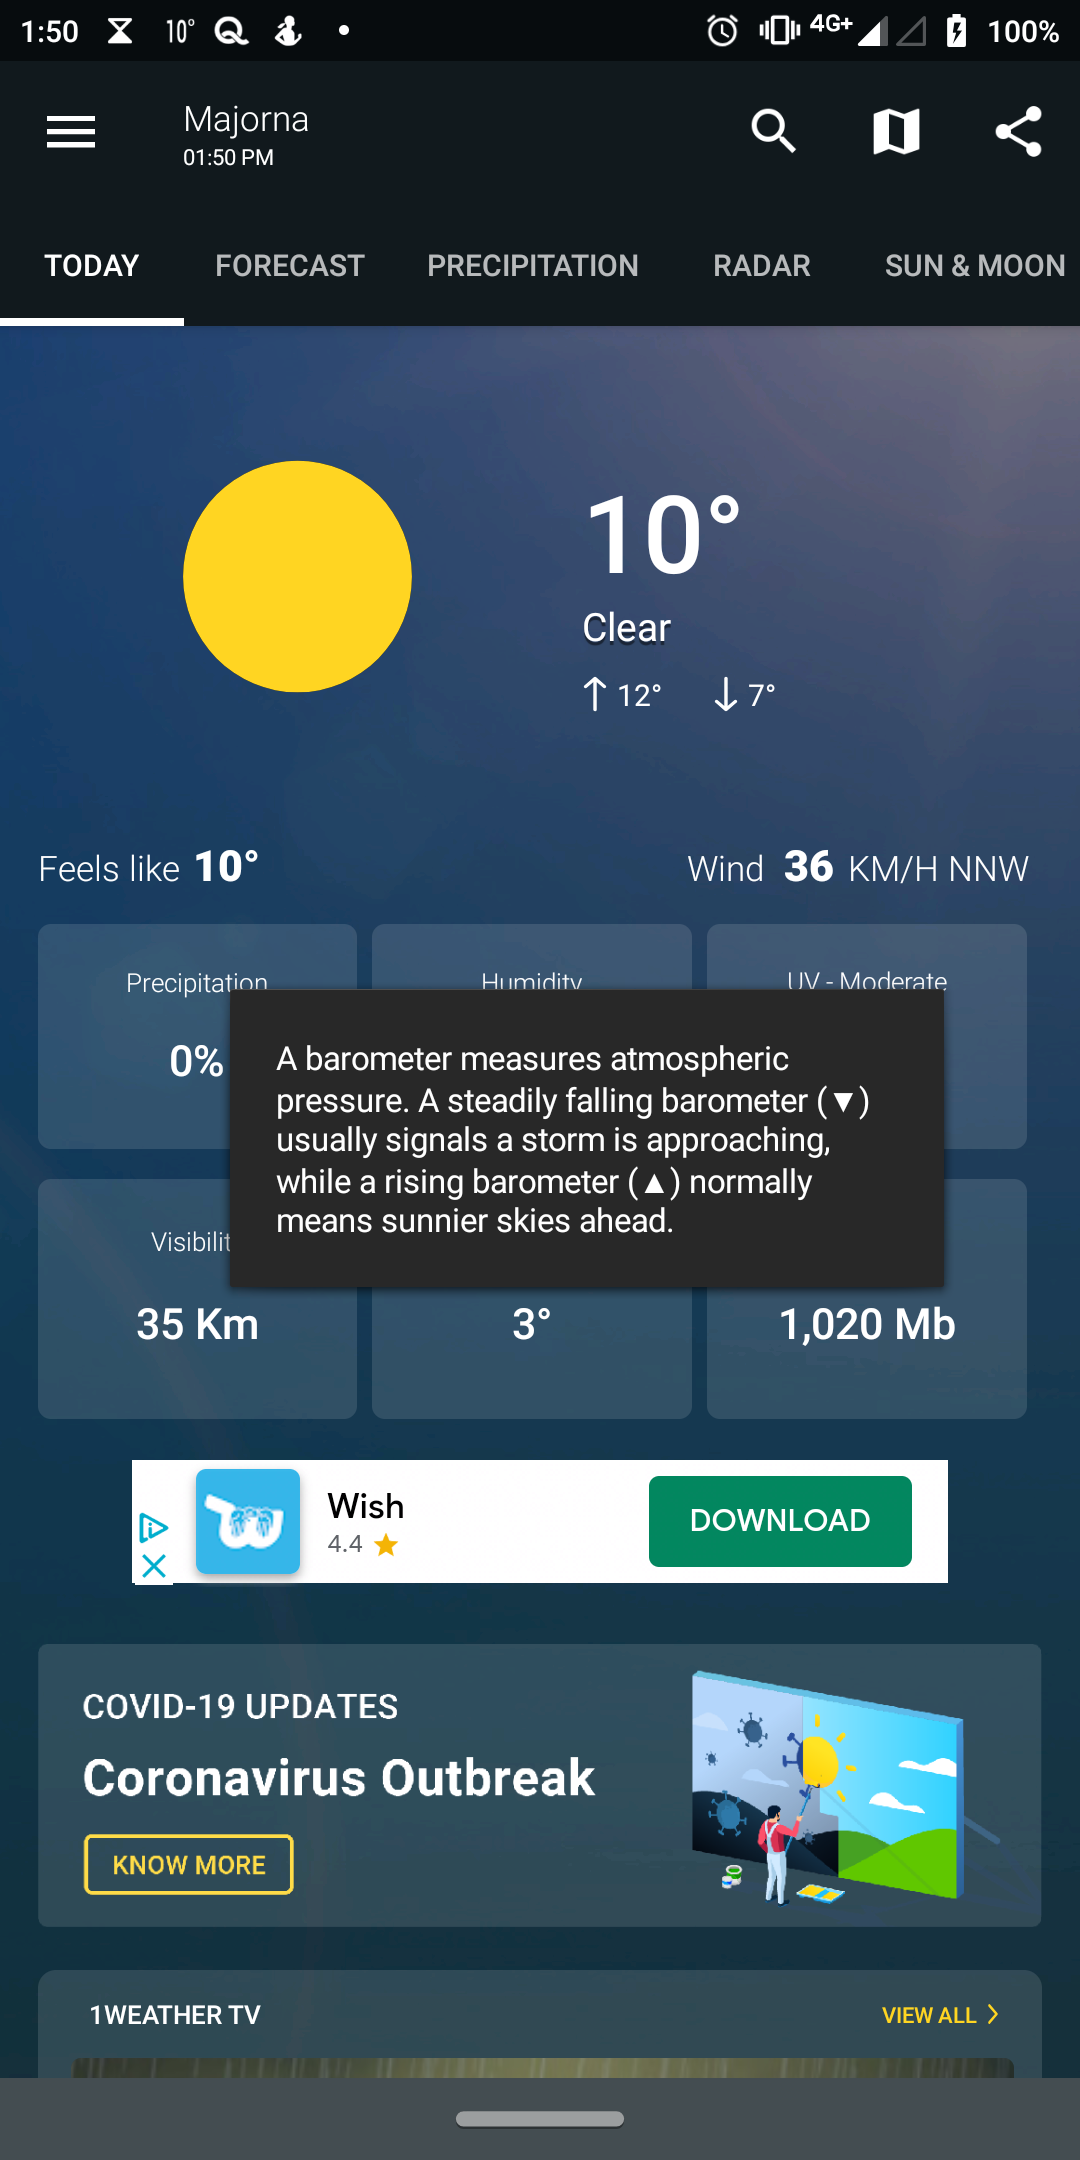 1:50 10° 4G+ 100%
Majorna
01:50 PM
TODAY FORECAST PRECIPITATION RADAR SUN & MOON
10°
Clear
↑ 12° ↓ 7°
Feels like 10° Wind 36 KM/H NNW
Precipitation Humidity UV - Moderate
0%
A barometer measures atmospheric
pressure. A steadily falling barometer (▼)
usually signals a storm is approaching,
while a rising barometer (▲) normally
means sunnier skies ahead.
35 Km 3° 1,020 Mb
Wish
4.4 ★
DOWNLOAD
COVID-19 UPDATES
Coronavirus Outbreak
KNOW MORE
1WEATHER TV VIEW ALL >